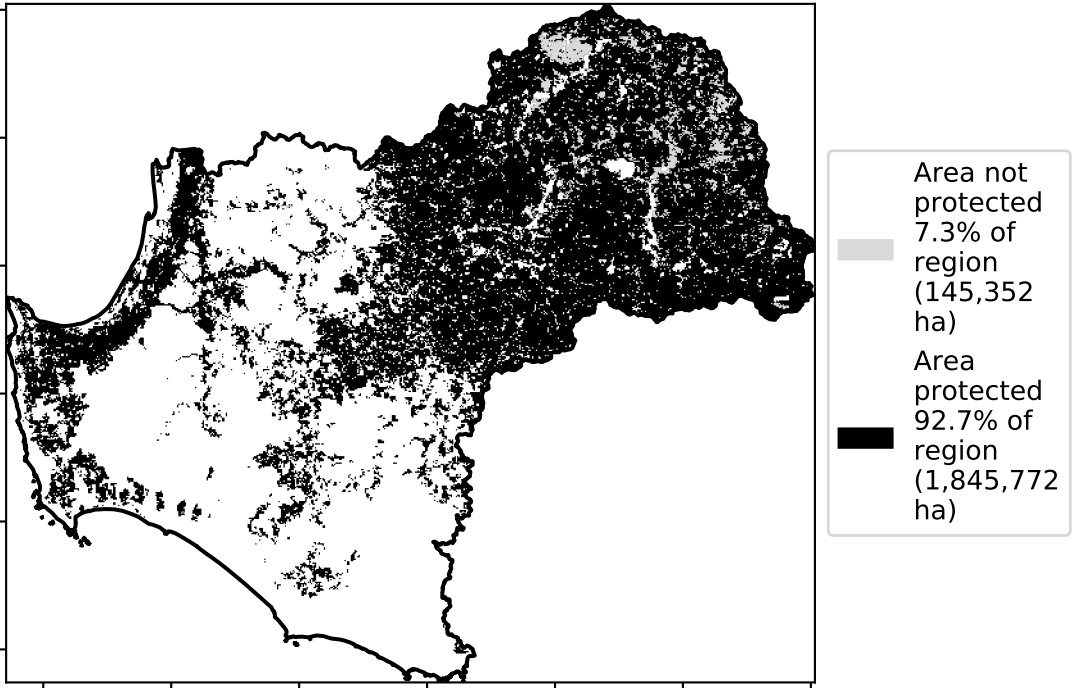 Area not
protected
7.3% of
region
(145,352
ha)
Area
protected
92.7% of
region
(1,845,772
ha)